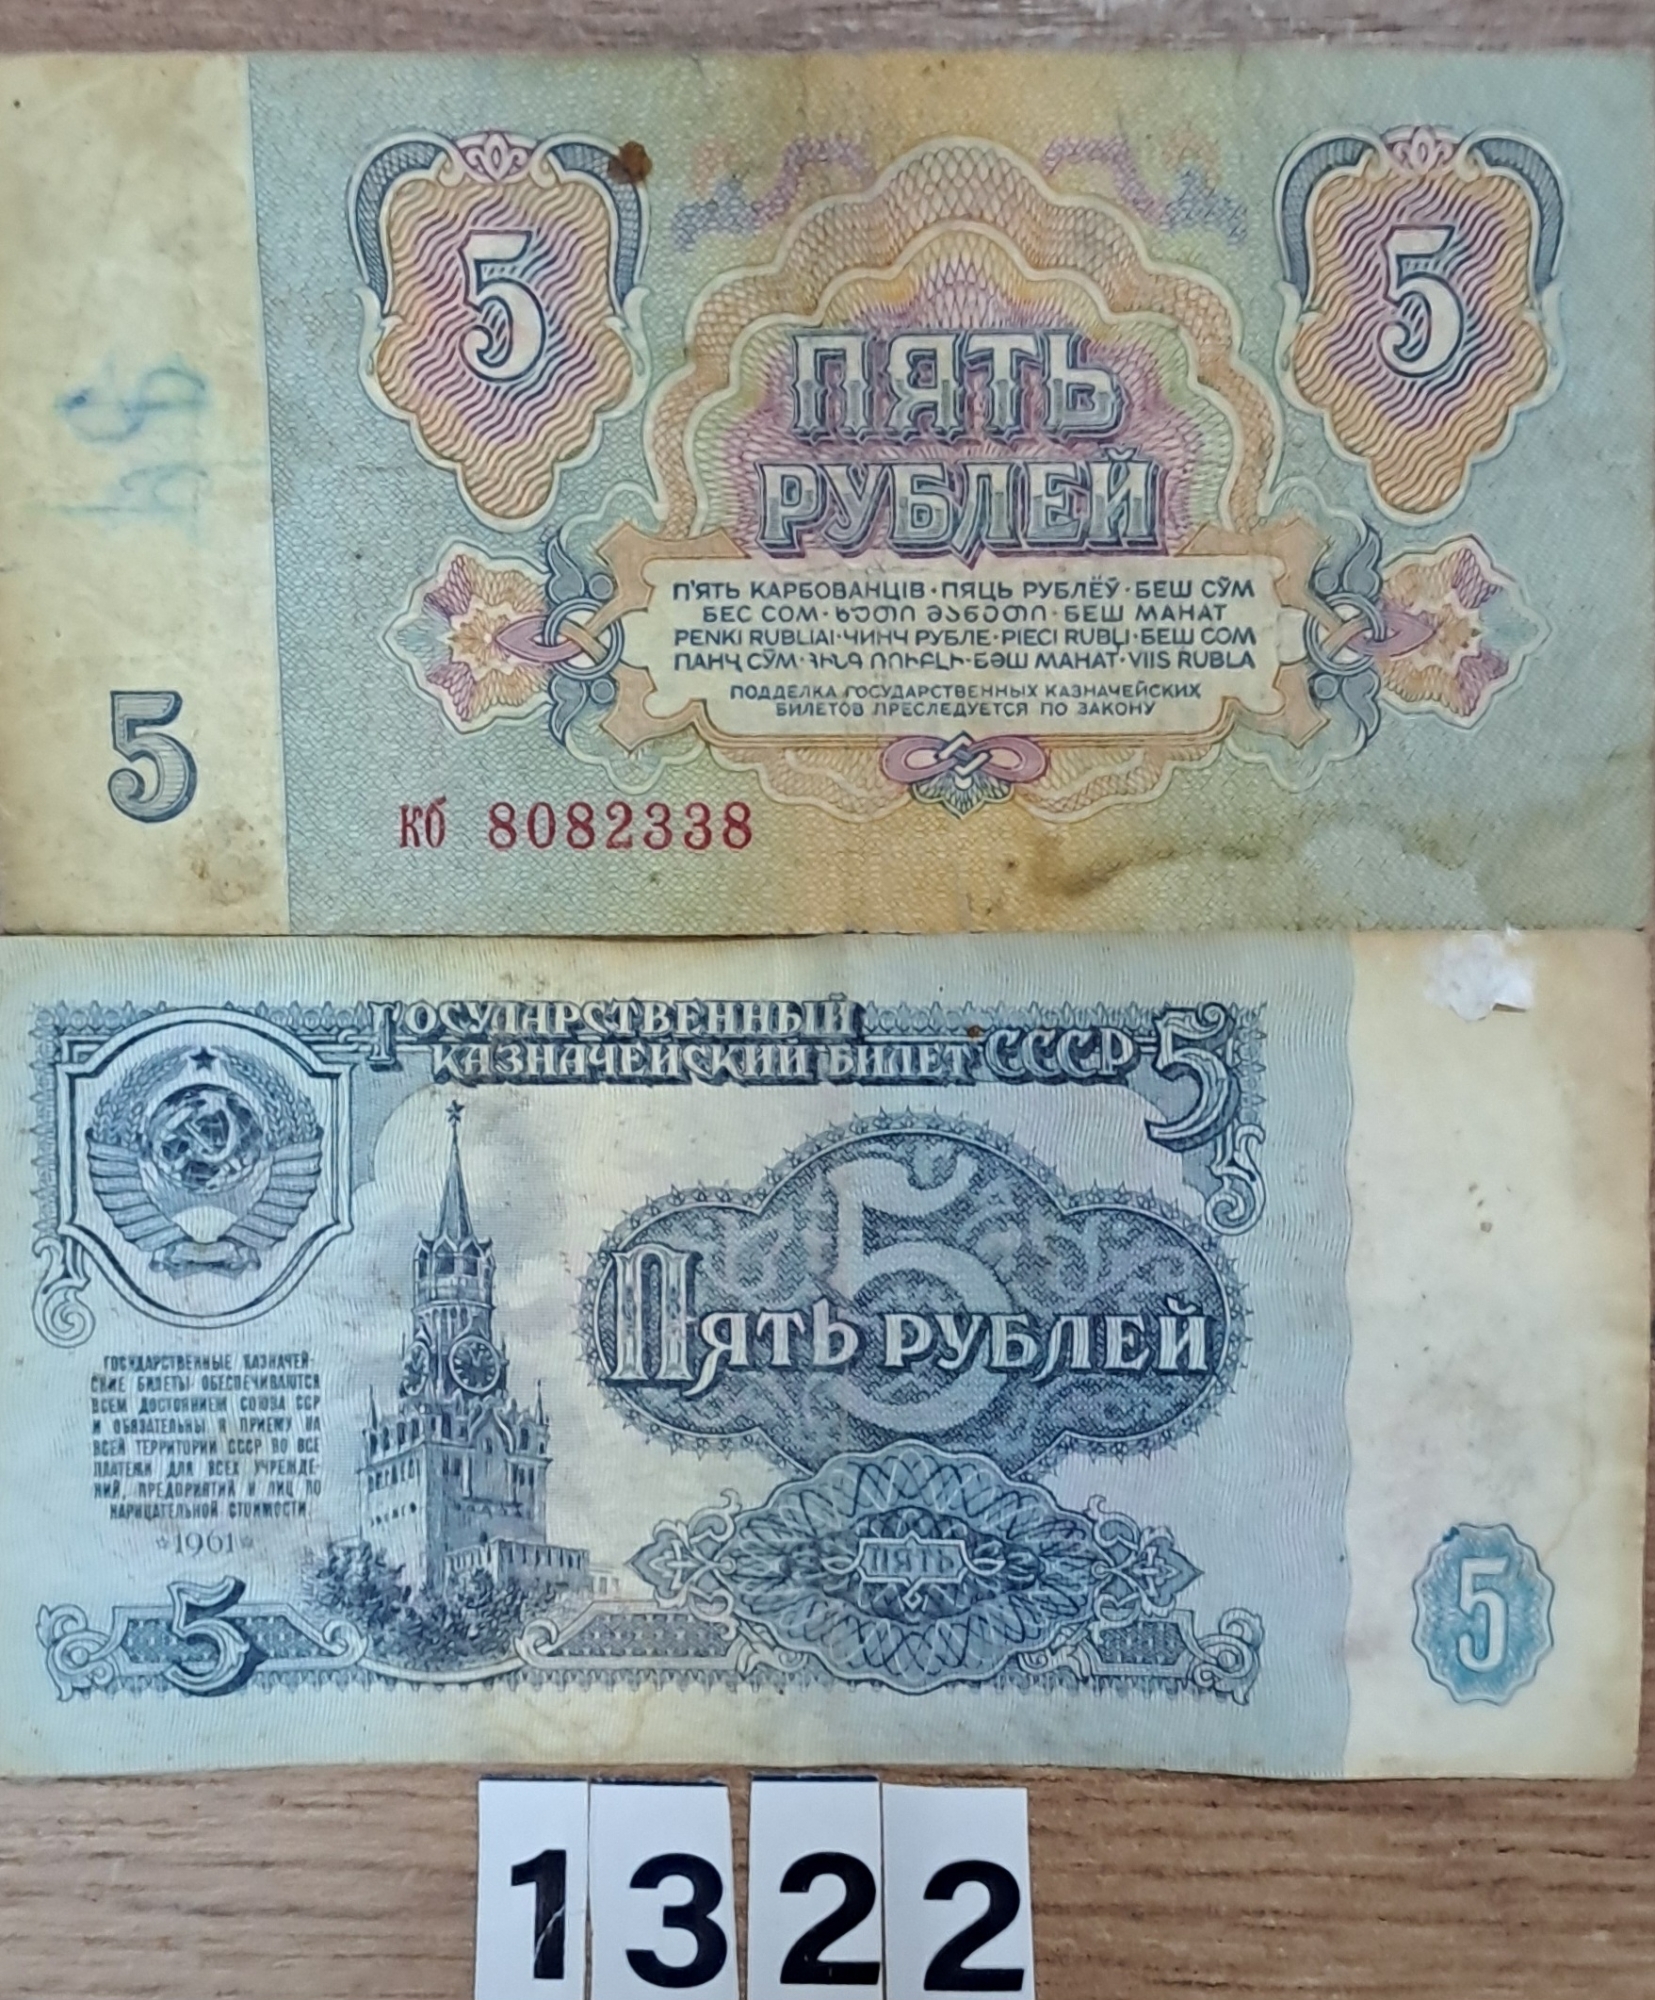 5
5
ПЯТЬ
РУБЛЕЙ
П'ЯТЬ КАРБОВАНЦІВ·ПЯЦЬ РУБЛЁЎ·БЕШ СЎМ
БЕС СОМ·ᲮᲣᲗᲘ ᲛᲐᲜᲔᲗᲘ·БЕШ МАНАТ
PENKI RUBLIAI·ЧИНЧ РУБЛЕ·PIECI RUBĻI·БЕШ СОМ
ПАНҶ СӮМ·ՀԻՆԳ ՌՈՒԲԼԻ·БӘШ МАНАТ·VIIS RUBLA
ПОДДЕЛКА ГОСУДАРСТВЕННЫХ КАЗНАЧЕЙСКИХ
БИЛЕТОВ ПРЕСЛЕДУЕТСЯ ПО ЗАКОНУ
5
кб 8082338
ГОСУДАРСТВЕННЫЙ
КАЗНАЧЕЙСКИЙ БИЛЕТ СССР
5
5
ПЯТЬ РУБЛЕЙ
ГОСУДАРСТВЕННЫЕ КАЗНАЧЕЙ-
СКИЕ БИЛЕТЫ ОБЕСПЕЧИВАЮТСЯ
ВСЕМ ДОСТОЯНИЕМ СОЮЗА ССР
И ОБЯЗАТЕЛЬНЫ К ПРИЕМУ НА
ВСЕЙ ТЕРРИТОРИИ СССР ВО ВСЕ
ПЛАТЕЖИ ДЛЯ ВСЕХ УЧРЕЖДЕ-
НИЙ, ПРЕДПРИЯТИЙ И ЛИЦ ПО
НАРИЦАТЕЛЬНОЙ СТОИМОСТИ.
1961
ПЯТЬ
5
5
1322